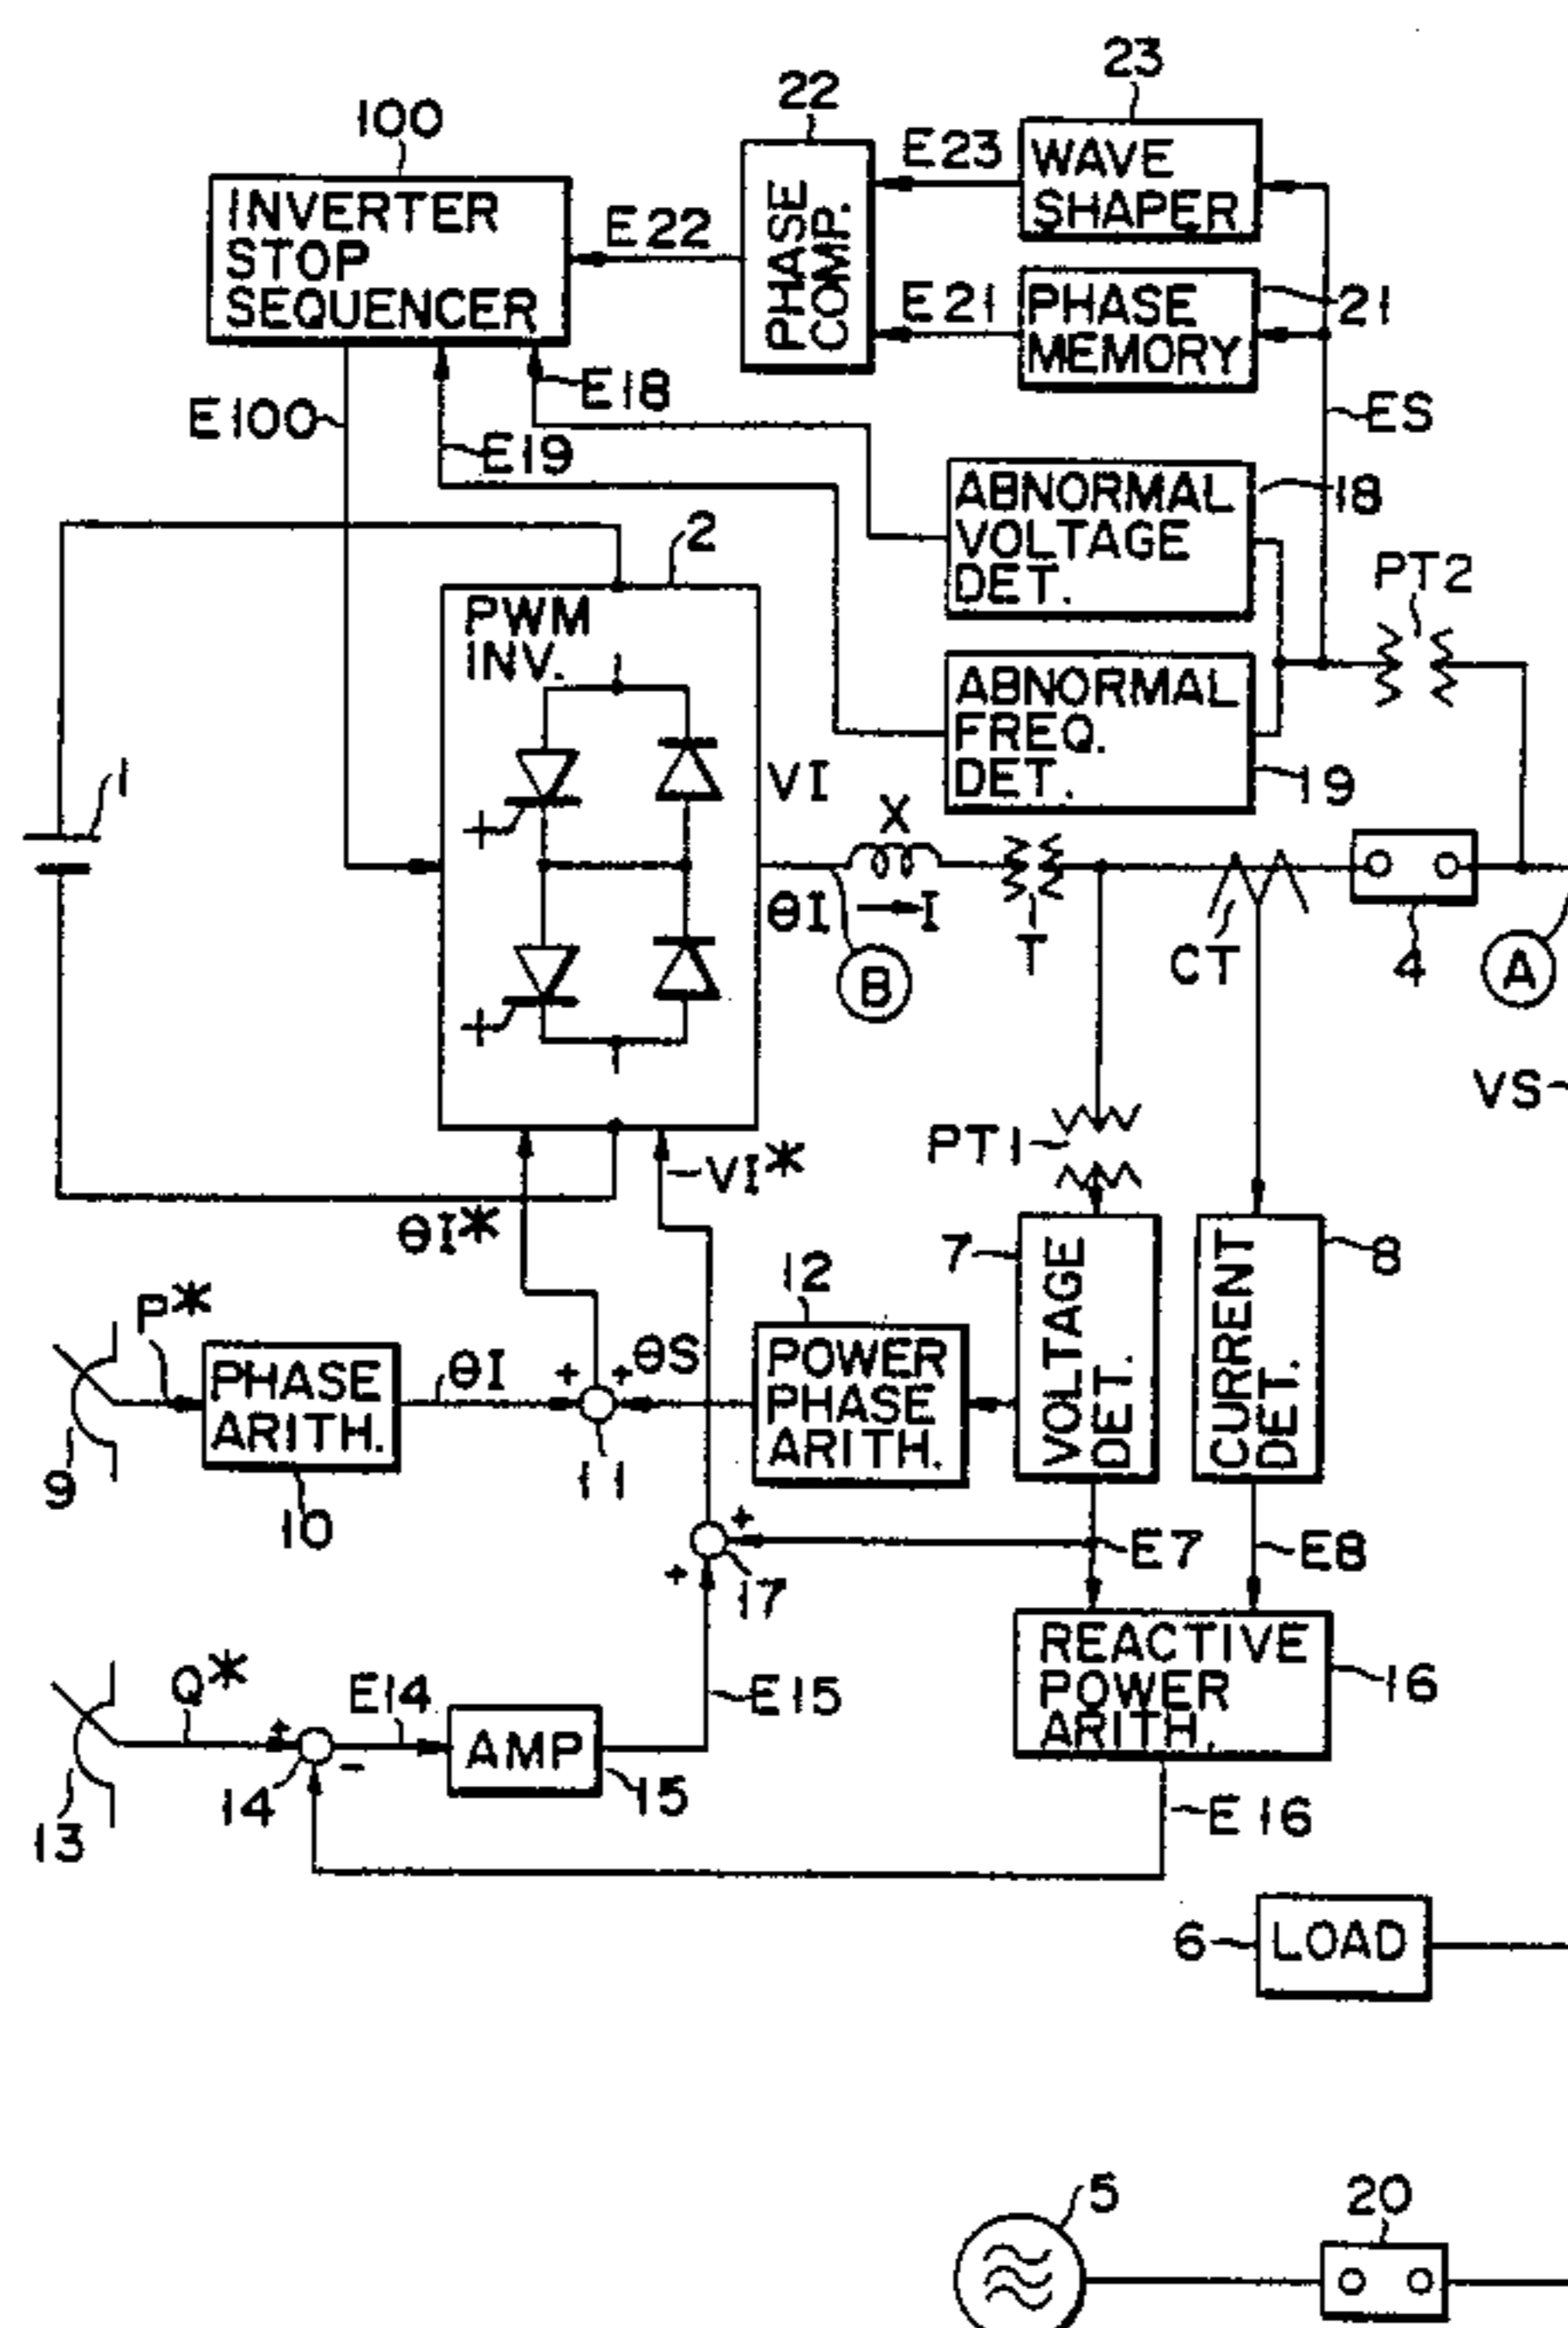 23
22
100
E23
WAVE
SHAPER
INVERTER
STOP
SEQUENCER
E22
PHASE
COMP.
E21
PHASE
MEMORY
21
E18
E100
E19
ES
ABNORMAL
VOLTAGE
DET.
18
2
PT2
PWM
INV.
ABNORMAL
FREQ.
DET.
19
1
VI
X
θI
I
T
CT
4
A
B
VS
PT1
VI*
θI*
7
VOLTAGE
DET.
CURRENT
DET.
8
12
P*
PHASE
ARITH.
θI
+
+
θS
POWER
PHASE
ARITH.
9
10
11
+
+
17
E7
E8
REACTIVE
POWER
ARITH.
16
Q*
+
-
E14
AMP
E15
13
14
15
E16
6
LOAD
5
20